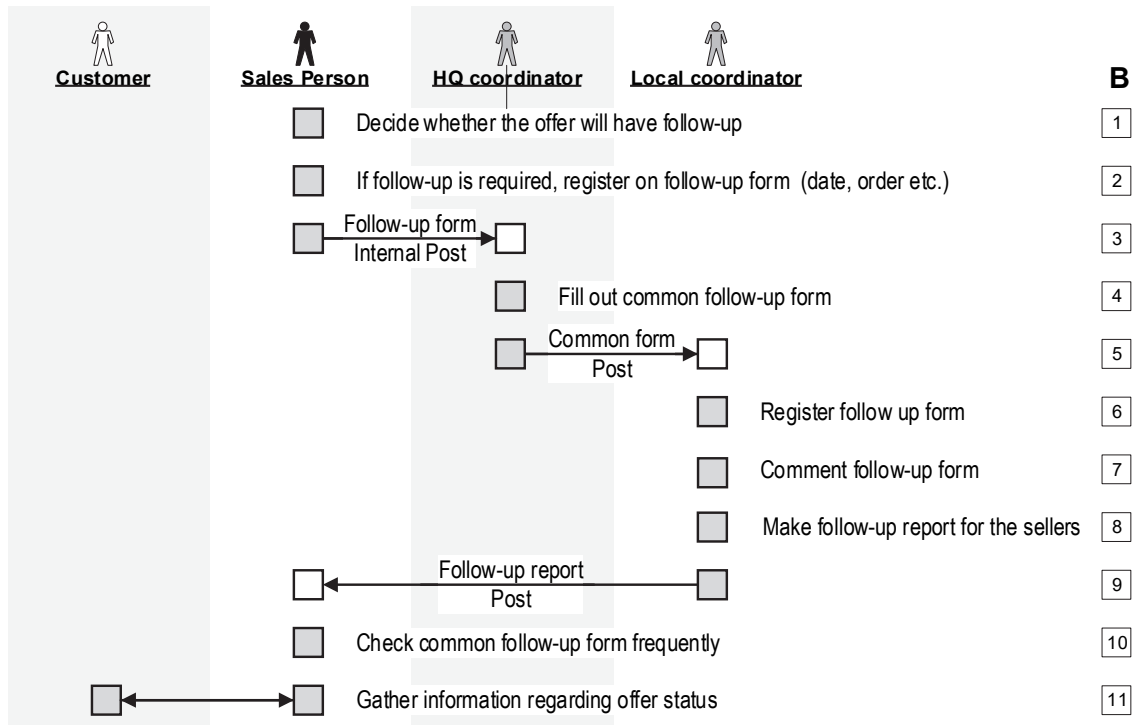 Customer
Sales Person
HQ coordinator
Local coordinator
B
Decide whether the offer will have follow-up
1
If follow-up is required, register on follow-up form (date, order etc.)
2
Follow-up form
Internal Post
3
Fill out common follow-up form
4
Common form
Post
5
Register follow up form
6
Comment follow-up form
7
Make follow-up report for the sellers
8
Follow-up report
Post
9
Check common follow-up form frequently
10
Gather information regarding offer status
11